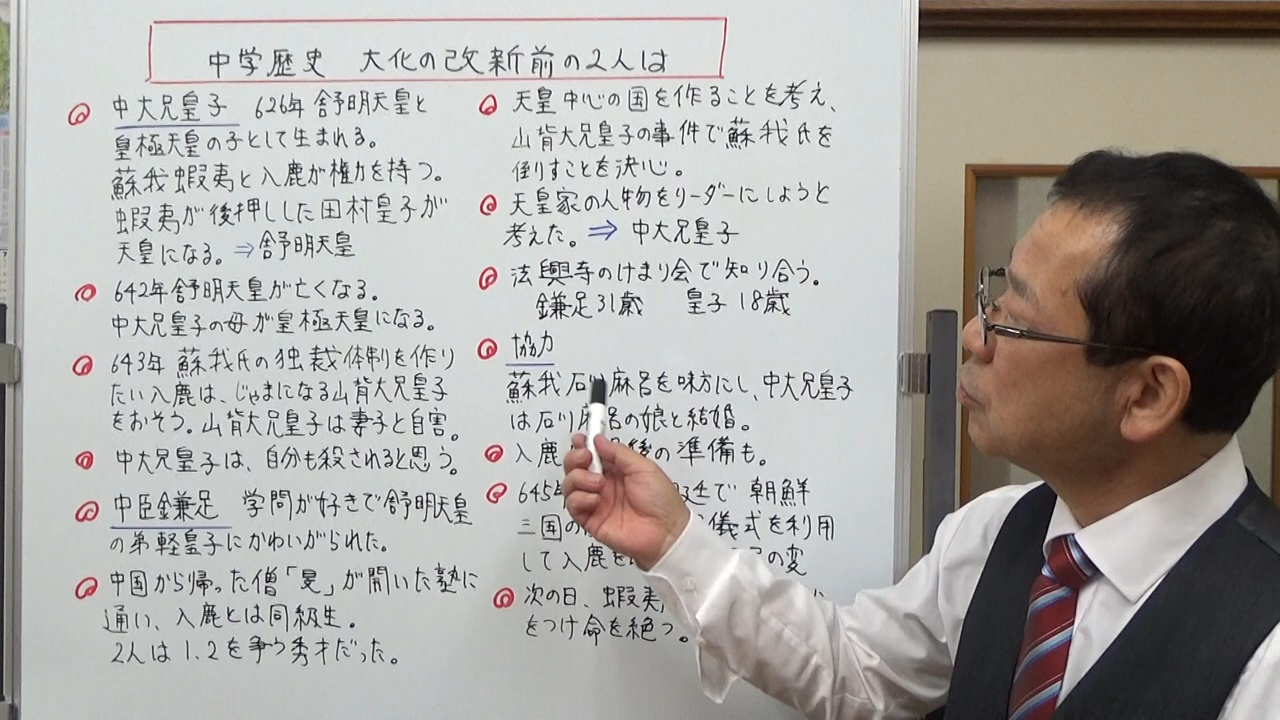 中学歴史 大化の改新前の2人は
中大兄皇子 626年 舒明天皇と
皇極天皇の子として生まれる。
蘇我蝦夷と入鹿が権力を持つ。
蝦夷が後押しした田村皇子が
天皇になる。⇒舒明天皇
642年舒明天皇が亡くなる。
中大兄皇子の母が皇極天皇になる。
643年 蘇我氏の独裁体制を作り
たい入鹿は、じゃまになる山背大兄皇子
をおそう。山背大兄皇子は妻子と自害。
中大兄皇子は、自分も殺されると思う。
中臣鎌足 学問が好きで舒明天皇
の弟軽皇子にかわいがられた。
中国から帰った僧「旻」が開いた塾に
通い、入鹿とは同級生。
2人は1.2を争う秀才だった。
天皇中心の国を作ることを考え、
山背大兄皇子の事件で蘇我氏を
倒すことを決心。
天皇家の人物をリーダーにしようと
考えた。⇒ 中大兄皇子
法興寺のけまり会で知り合う。
鎌足31歳 皇子18歳
協力
蘇我石川麻呂を味方にし、中大兄皇子
は石川麻呂の娘と結婚。
入鹿 後の準備も。
645 で 朝鮮
三国の 儀式を利用
して入鹿を の変
次の日、蝦夷
をつけ命を絶つ。